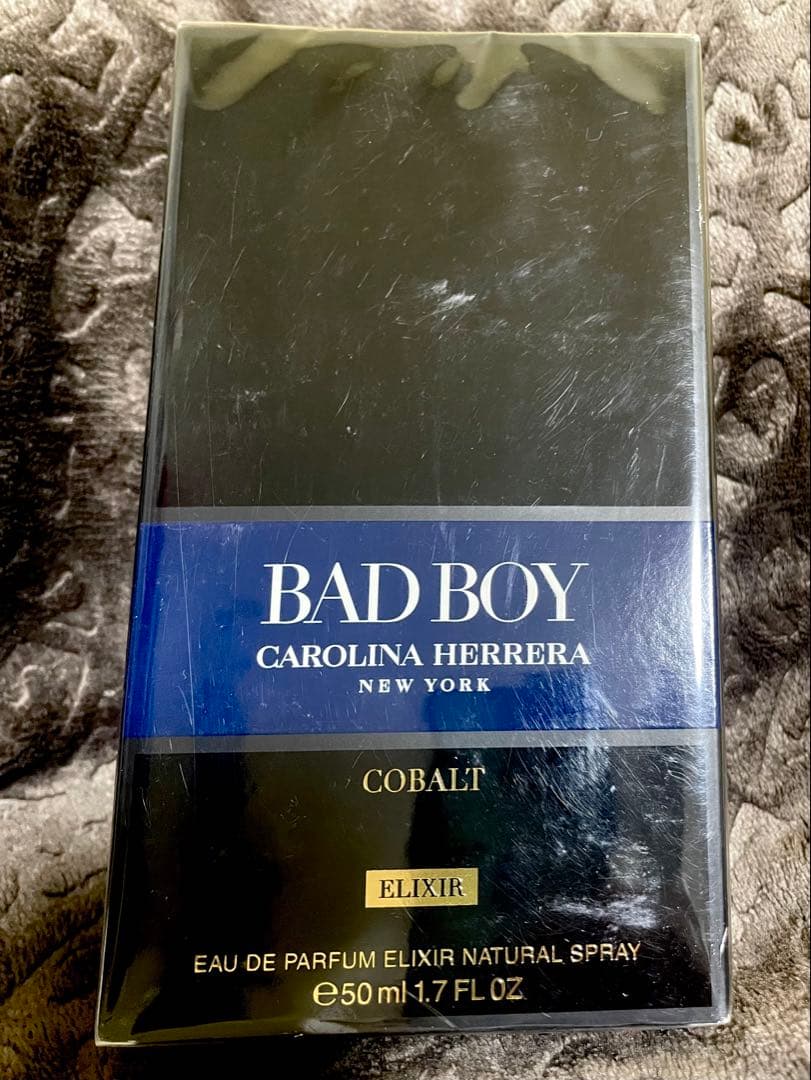 BAD BOY
CAROLINA HERRERA
NEW YORK
COBALT
ELIXIR
EAU DE PARFUM ELIXIR NATURAL SPRAY
℮50 ml 1.7 FL OZ